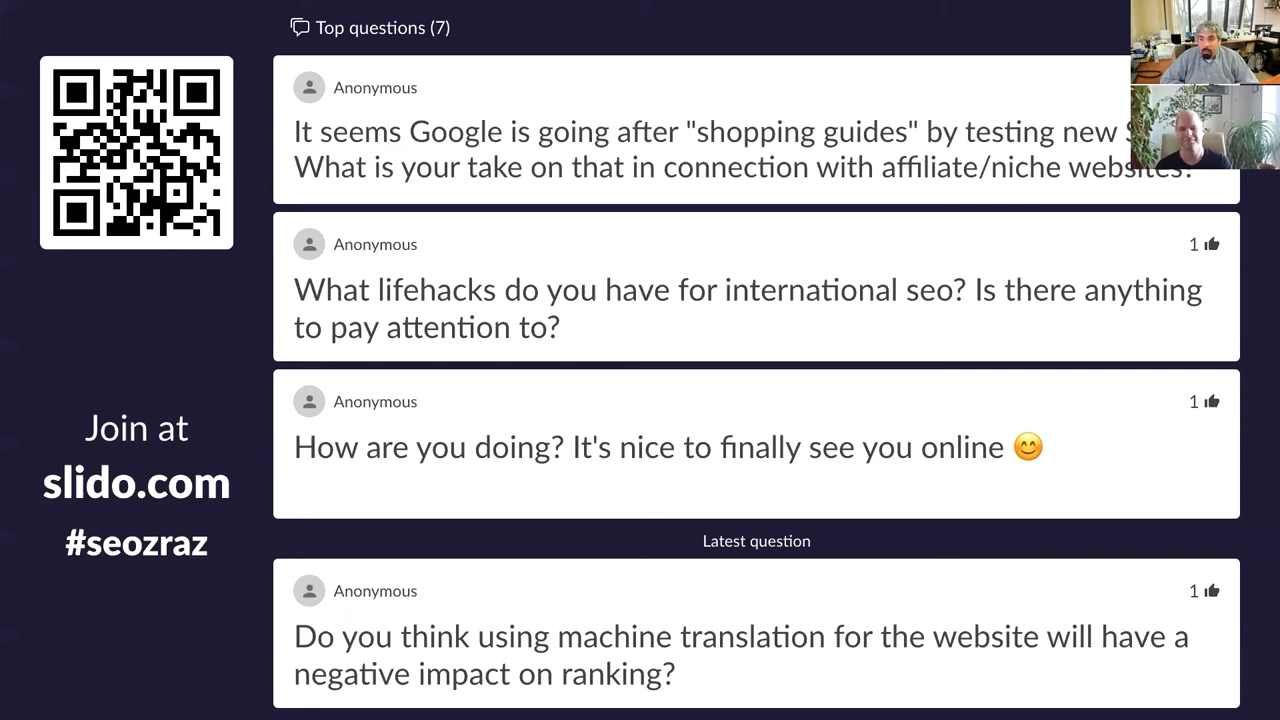 Top questions (7)
Anonymous
It seems Google is going after "shopping guides" by testing new
What is your take on that in connection with affiliate/niche websites?
Anonymous
1
What lifehacks do you have for international seo? Is there anything
to pay attention to?
Anonymous
1
How are you doing? It's nice to finally see you online 😊
Join at
slido.com
#seozraz
Latest question
Anonymous
1
Do you think using machine translation for the website will have a
negative impact on ranking?